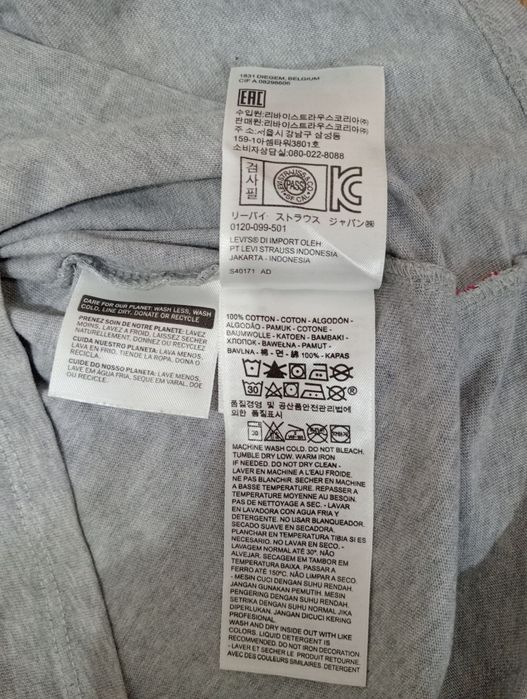 1831 DIEGEM, BELGIUM
CIF A 08298606
EAC
수입원:리바이스트라우스코리아㈜
판매원:리바이스트라우스코리아㈜
주 소:서울시 강남구 삼성동
159-1아셈타워3801호
소비자상담실:080-022-8088
검사필
PASS
リーバイ ストラウス ジャパン㈱
0120-099-501
LEVI'S® DI IMPORT OLEH
PT LEVI STRAUSS INDONESIA
JAKARTA - INDONESIA
S40171 AD
CARE FOR OUR PLANET: WASH LESS, WASH
COLD, LINE DRY, DONATE OR RECYCLE
PRENEZ SOIN DE NOTRE PLANETE: LAVEZ
MOINS, LAVEZ A FROID, LAISSEZ SECHER
NATURELLEMENT, DONNEZ OU RECYCLEZ
CUIDA NUESTRO PLANETA: LAVA MENOS,
LAVA EN FRIO, TIENDE LA ROPA, DONA O
RECICLA.
CUIDE DO NOSSO PLANETA: LAVE MENOS,
LAVE EM ÁGUA FRIA, SEQUE EM VARAL, DOE
OU RECICLE.
100% COTTON - COTON - ALGODÓN -
ALGODÃO - PAMUK - COTONE -
BAUMWOLLE - KATOEN - BAMBAKI -
ХЛОПОК - BAWEŁNA - PAMUT -
BAVLNA - 棉 - 면 - 綿 100% - KAPAS
30
품질경영 및 공산품안전관리법에
의한 품질표시
MACHINE WASH COLD. DO NOT BLEACH.
TUMBLE DRY LOW. WARM IRON
IF NEEDED. DO NOT DRY CLEAN -
LAVER EN MACHINE A L'EAU FROIDE.
NE PAS BLANCHIR. SECHER EN MACHINE
A BASSE TEMPERATURE. REPASSER A
TEMPERATURE MOYENNE AU BESOIN.
PAS DE NETTOYAGE A SEC. - LAVAR
EN LAVADORA CON AGUA FRIA Y
DETERGENTE. NO USAR BLANQUEADOR.
SECADO SUAVE EN SECADORA.
PLANCHAR EN TEMPERATURA TIBIA SI ES
NECESARIO. NO LAVAR EN SECO. -
LAVAGEM NORMAL ATÉ 30º. NÃO
ALVEJAR. SECAGEM EM TAMBOR EM
TEMPERATURA BAIXA. PASSAR A
FERRO ATÉ 150ºC. NÃO LIMPAR A SECO.
- MESIN CUCI DENGAN SUHU RENDAH.
JANGAN GUNAKAN PEMUTIH. MESIN
PENGERING DENGAN SUHU RENDAH.
SETRIKA DENGAN SUHU NORMAL JIKA
DIPERLUKAN. JANGAN DICUCI KERING
PROFESIONAL.
WASH AND DRY INSIDE OUT WITH LIKE
COLORS. LIQUID DETERGENT IS
RECOMMENDED. DO NOT IRON DECORATION
- LAVER ET SECHER LE PRODUIT RETOURNE.
AVEC DES COULEURS SIMILAIRES. DETERGENT